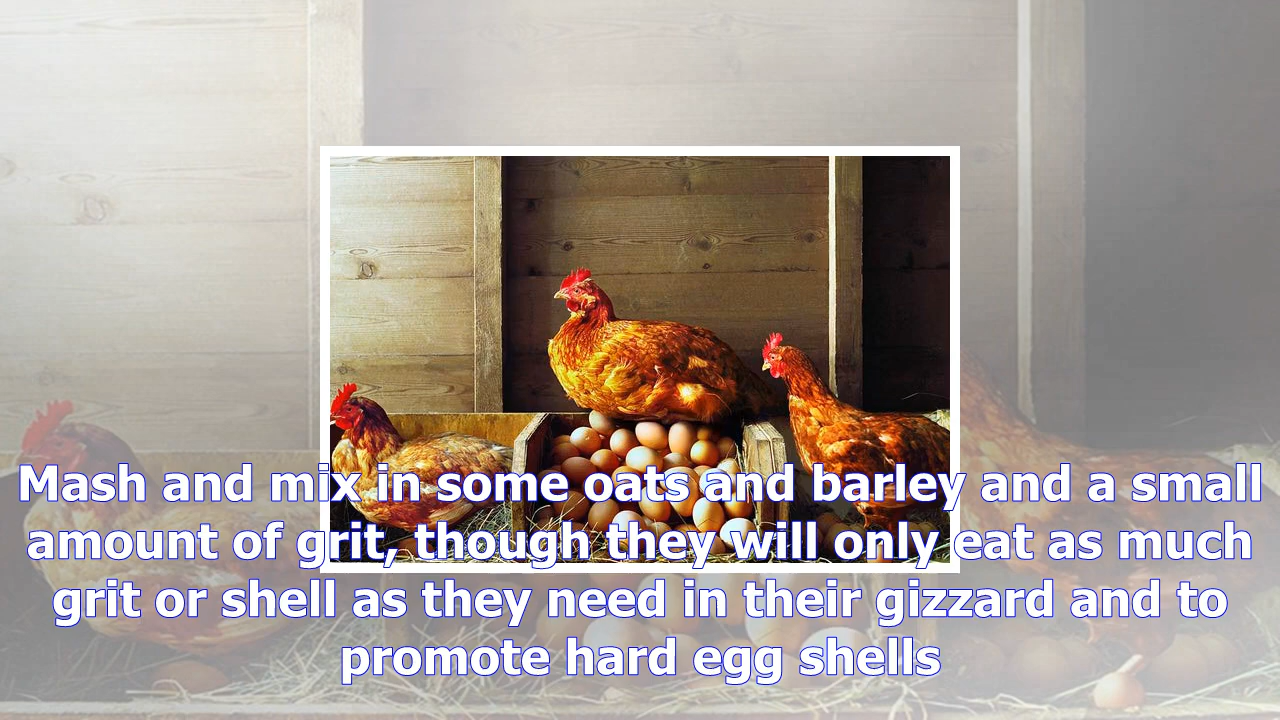 Mash and mix in some oats and barley and a small
amount of grit, though they will only eat as much
grit or shell as they need in their gizzard and to
promote hard egg shells